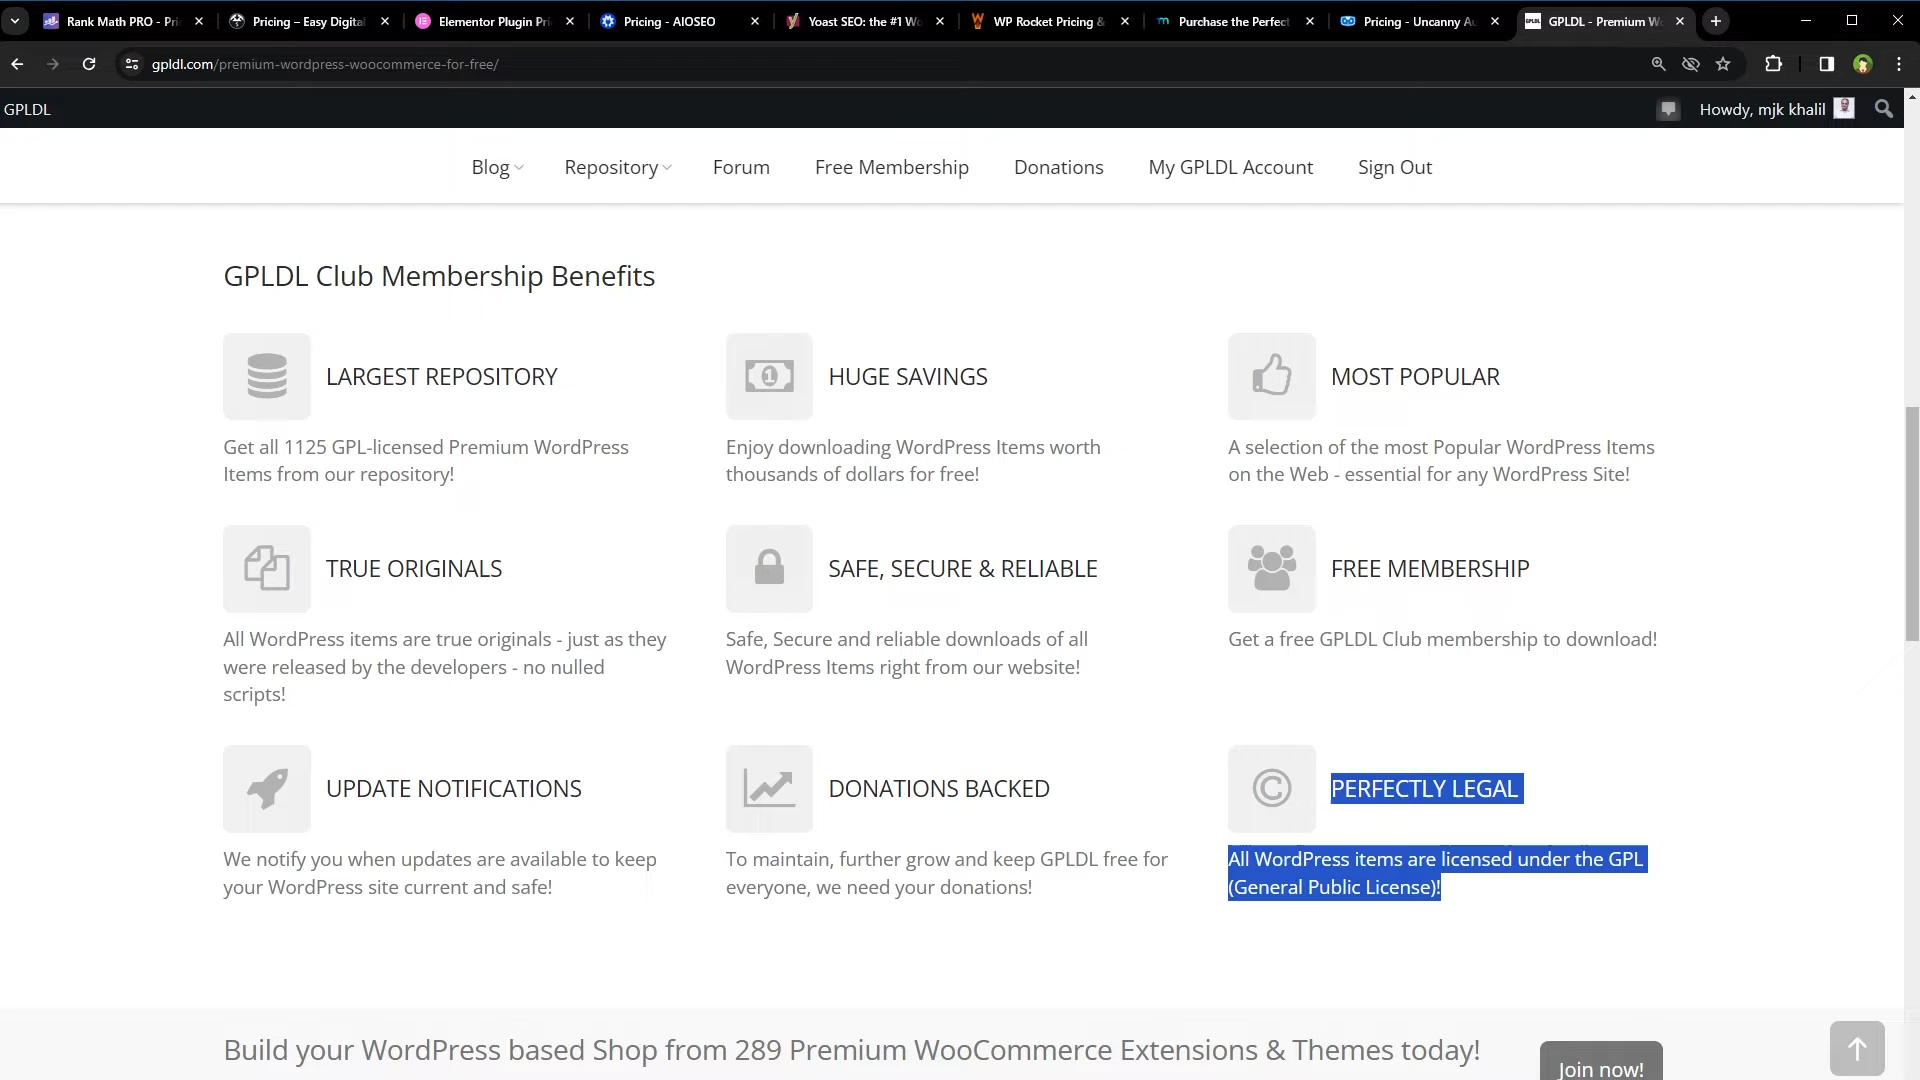 Rank Math PRO - Pri
Pricing – Easy Digital
Elementor Plugin Pri
Pricing - AIOSEO
Yoast SEO: the #1 Wo
WP Rocket Pricing &
Purchase the Perfect
Pricing - Uncanny Au
GPLDL - Premium Wo
gpldl.com/premium-wordpress-woocommerce-for-free/
GPLDL
Howdy, mjk khalil
Blog
Repository
Forum
Free Membership
Donations
My GPLDL Account
Sign Out
GPLDL Club Membership Benefits
LARGEST REPOSITORY
Get all 1125 GPL-licensed Premium WordPress
Items from our repository!
HUGE SAVINGS
Enjoy downloading WordPress Items worth
thousands of dollars for free!
MOST POPULAR
A selection of the most Popular WordPress Items
on the Web - essential for any WordPress Site!
TRUE ORIGINALS
All WordPress items are true originals - just as they
were released by the developers - no nulled
scripts!
SAFE, SECURE & RELIABLE
Safe, Secure and reliable downloads of all
WordPress Items right from our website!
FREE MEMBERSHIP
Get a free GPLDL Club membership to download!
UPDATE NOTIFICATIONS
We notify you when updates are available to keep
your WordPress site current and safe!
DONATIONS BACKED
To maintain, further grow and keep GPLDL free for
everyone, we need your donations!
PERFECTLY LEGAL
All WordPress items are licensed under the GPL
(General Public License)!
Build your WordPress based Shop from 289 Premium WooCommerce Extensions & Themes today!
Join now!